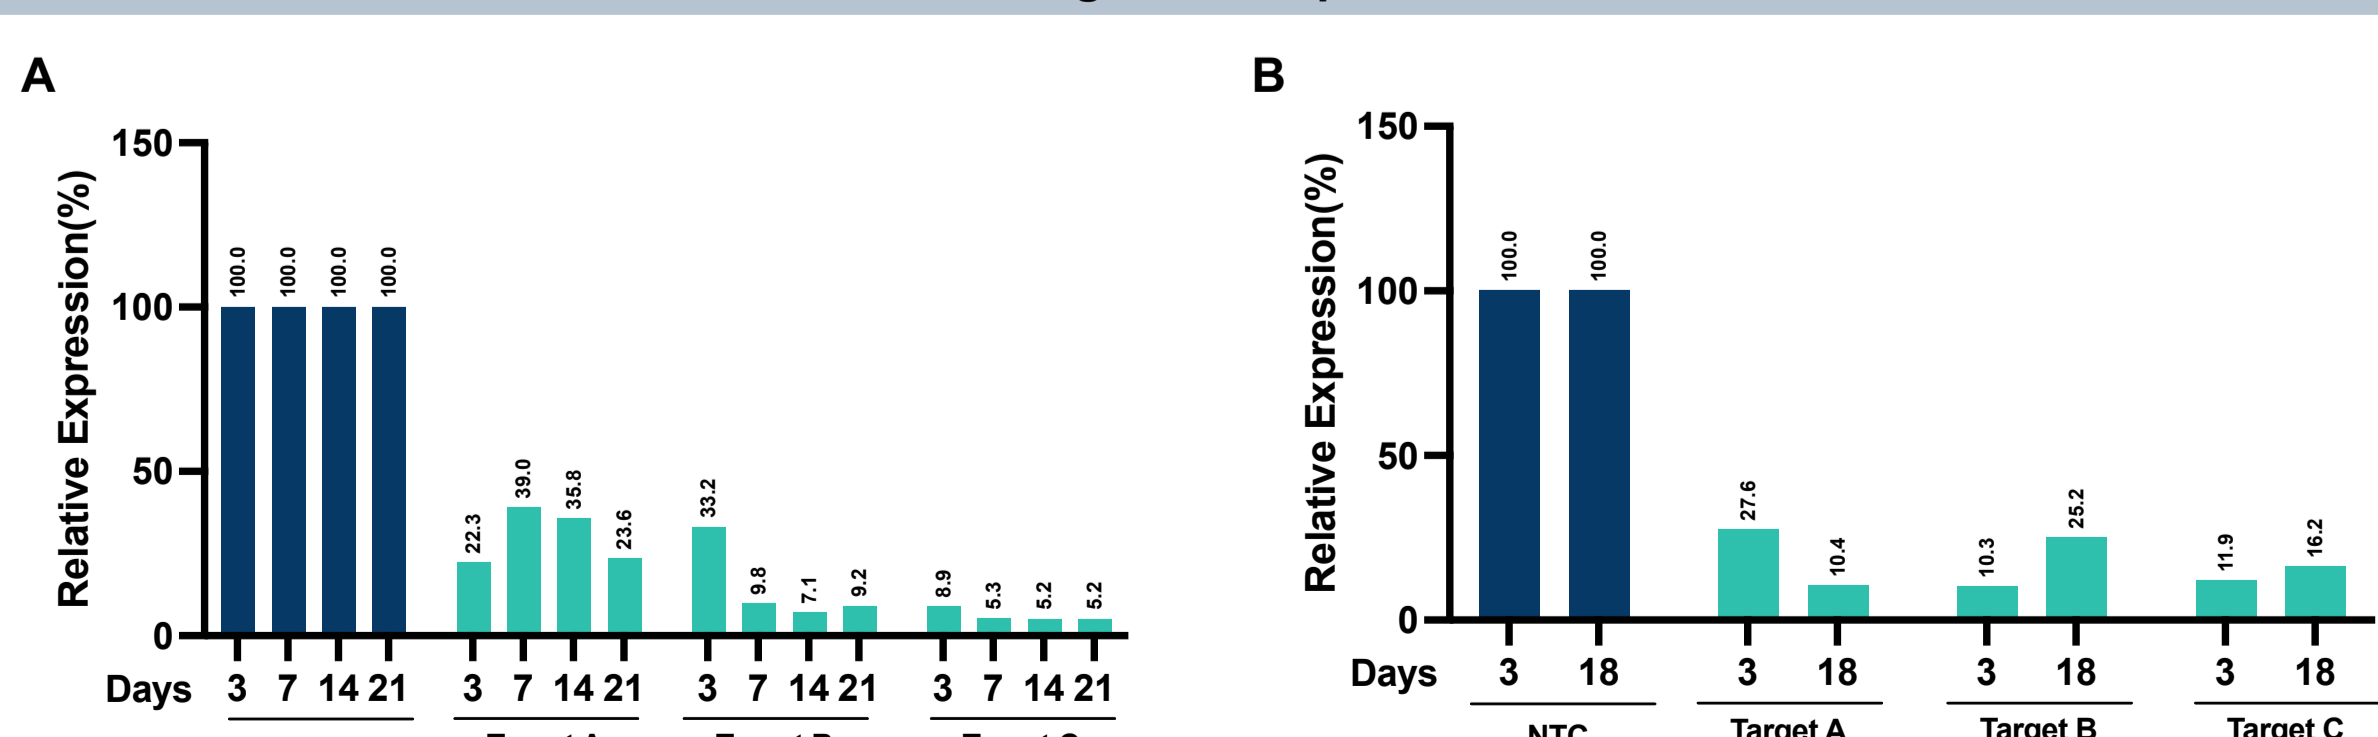 A
Relative Expression(%)
150
100
50
0
100.0 100.0 100.0 100.0
22.3 39.0 35.8 23.6
33.2 9.8 7.1 9.2
8.9 5.3 5.2 5.2
Days 3 7 14 21 3 7 14 21 3 7 14 21 3 7 14 21
B
Relative Expression(%)
150
100
50
0
100.0 100.0
27.6 10.4
10.3 25.2
11.9 16.2
Days 3 18 3 18 3 18 3 18
NTC Target A Target B Target C